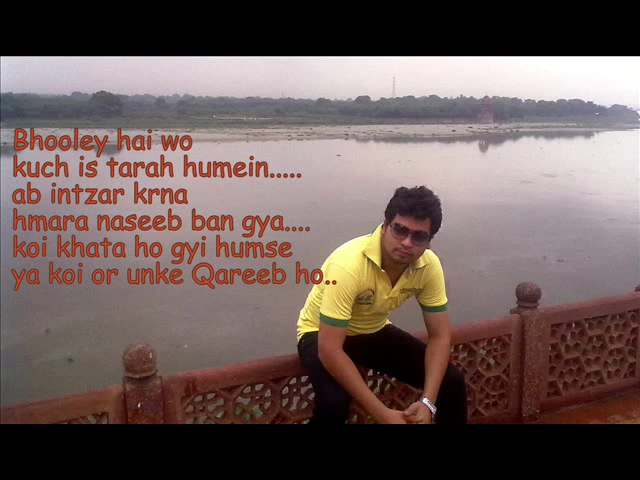 Bhooley hai wo
kuch is tarah humein.....
ab intzar krna
hmara naseeb ban gya....
koi khata ho gyi humse
ya koi or unke Qareeb ho..